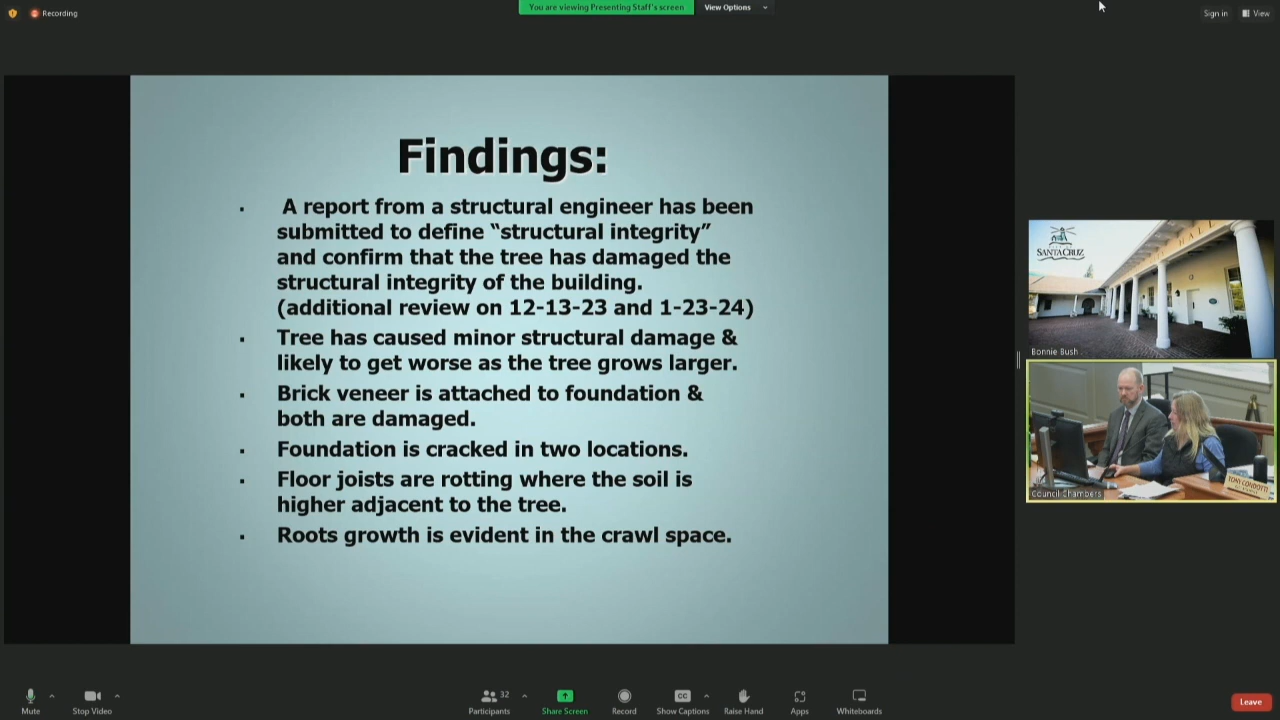 Recording
You are viewing Presenting Staff's screen
View Options
Sign in
View
Findings:
A report from a structural engineer has been
submitted to define “structural integrity”
and confirm that the tree has damaged the
structural integrity of the building.
(additional review on 12-13-23 and 1-23-24)
Tree has caused minor structural damage &
likely to get worse as the tree grows larger.
Brick veneer is attached to foundation &
both are damaged.
Foundation is cracked in two locations.
Floor joists are rotting where the soil is
higher adjacent to the tree.
Roots growth is evident in the crawl space.
SANTA CRUZ
Bonnie Bush
Council Chambers
TONY CONDOTTI
Mute
Stop Video
Participants
32
Share Screen
CC
Show Captions
Record
Raise Hand
Apps
Whiteboards
Leave